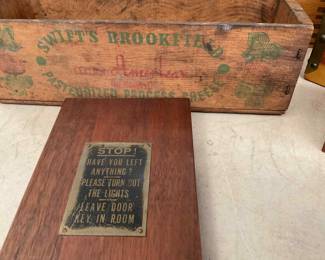 SWIFT'S BROOKFIELD
American
PASTEURIZED PROCESS CHEESE
STOP!
HAVE YOU LEFT
ANYTHING?
PLEASE TURN OUT
THE LIGHTS
LEAVE DOOR
KEY IN ROOM